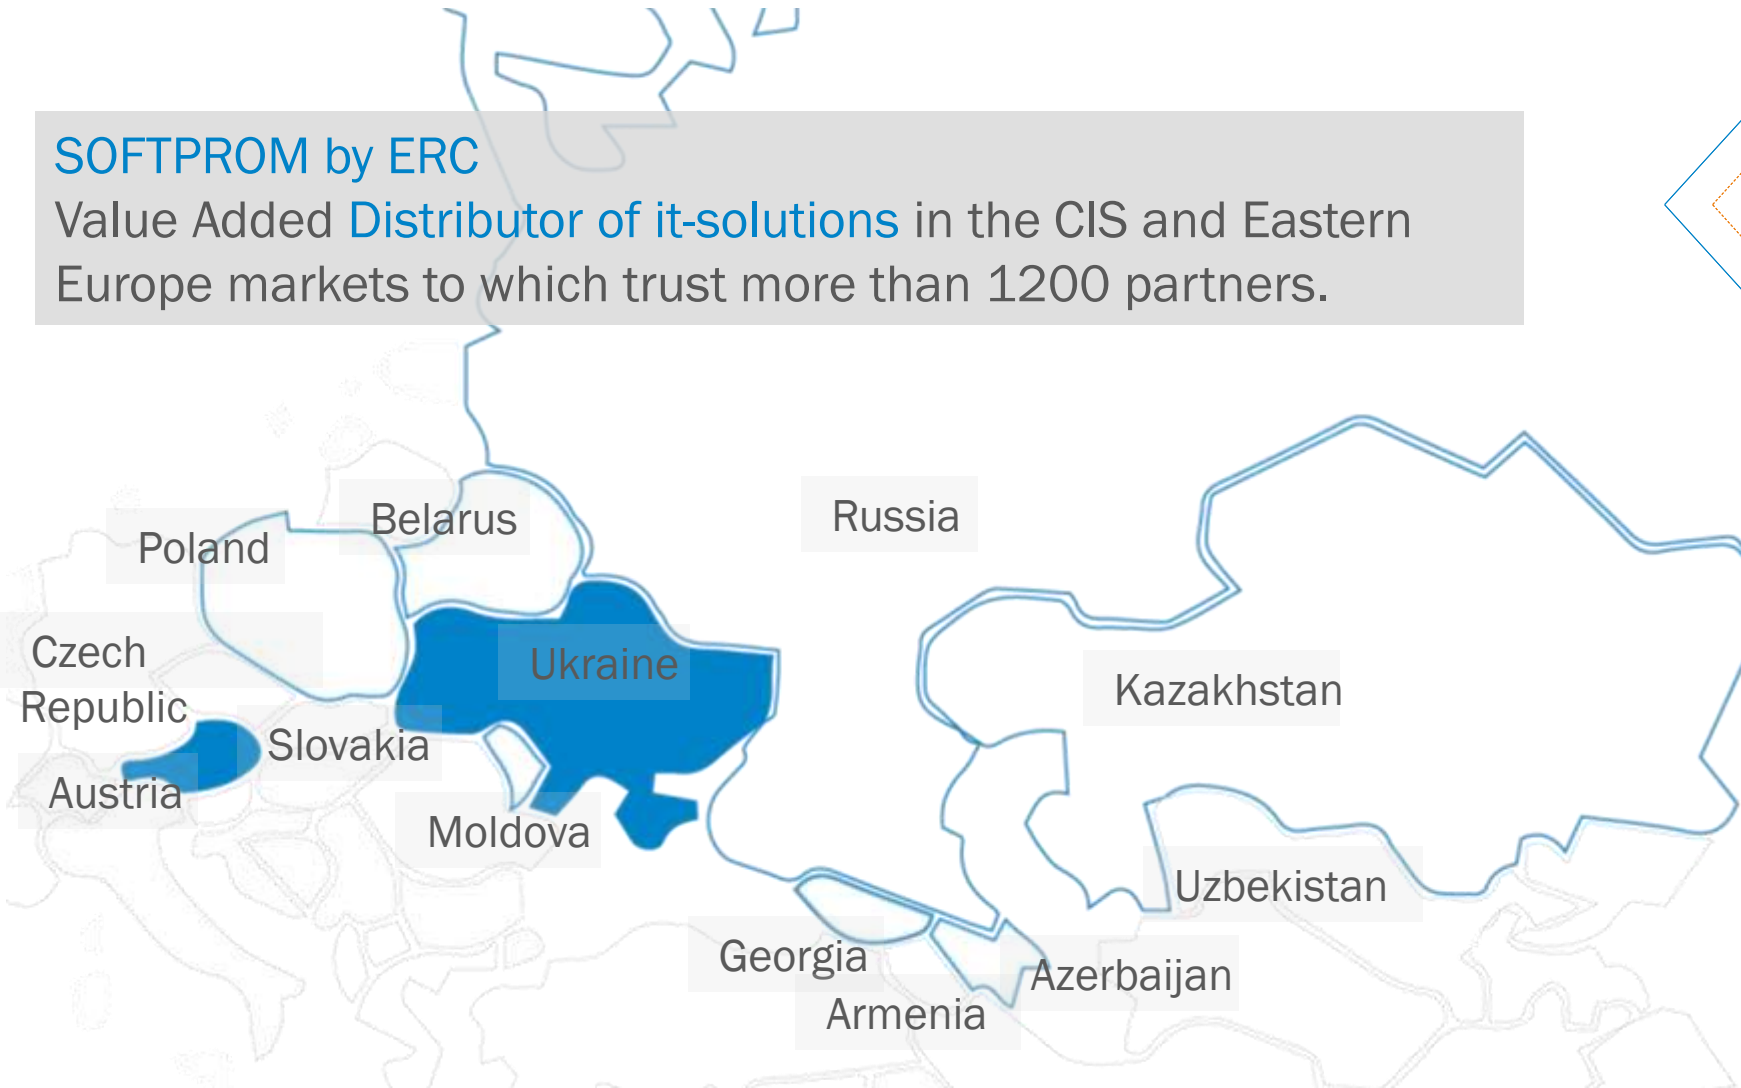 SOFTPROM by ERC
Value Added Distributor of it-solutions in the CIS and Eastern
Europe markets to which trust more than 1200 partners.
Belarus
Russia
Poland
Czech
Republic
Ukraine
Kazakhstan
Slovakia
Austria
Moldova
Uzbekistan
Georgia
Azerbaijan
Armenia